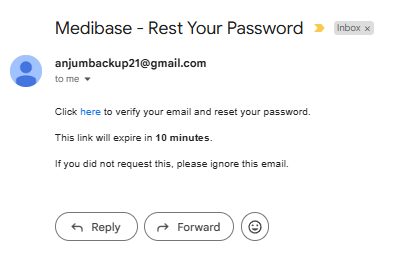 Medibase - Rest Your Password
Inbox x
anjumbackup21@gmail.com
to me
Click here to verify your email and reset your password.
This link will expire in 10 minutes.
If you did not request this, please ignore this email.
Reply
Forward